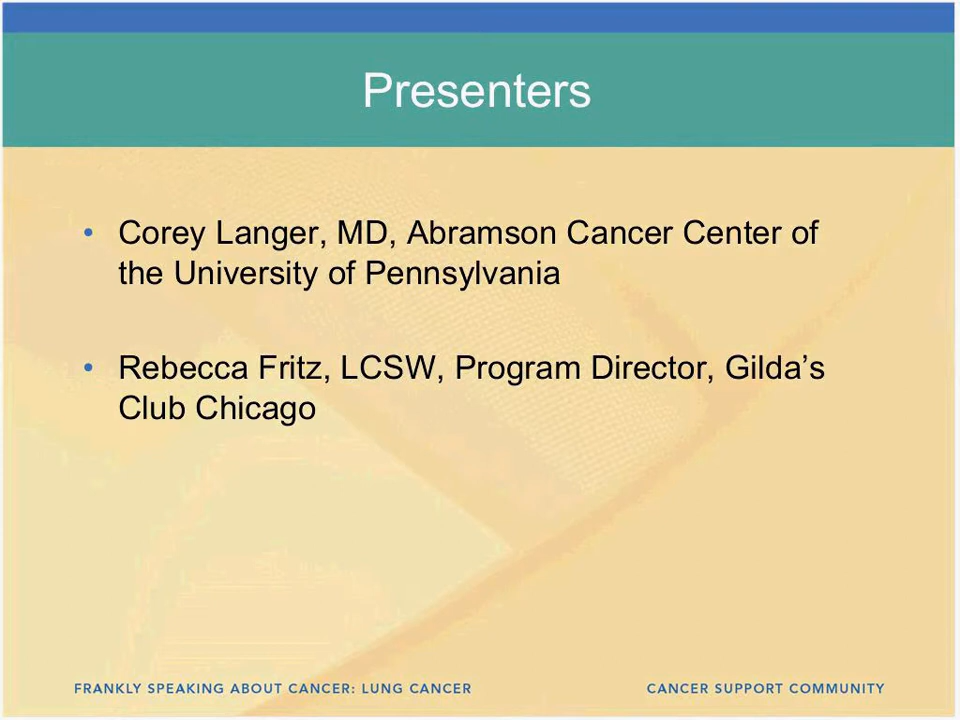 Presenters
• Corey Langer, MD, Abramson Cancer Center of
the University of Pennsylvania
• Rebecca Fritz, LCSW, Program Director, Gilda’s
Club Chicago
FRANKLY SPEAKING ABOUT CANCER: LUNG CANCER
CANCER SUPPORT COMMUNITY